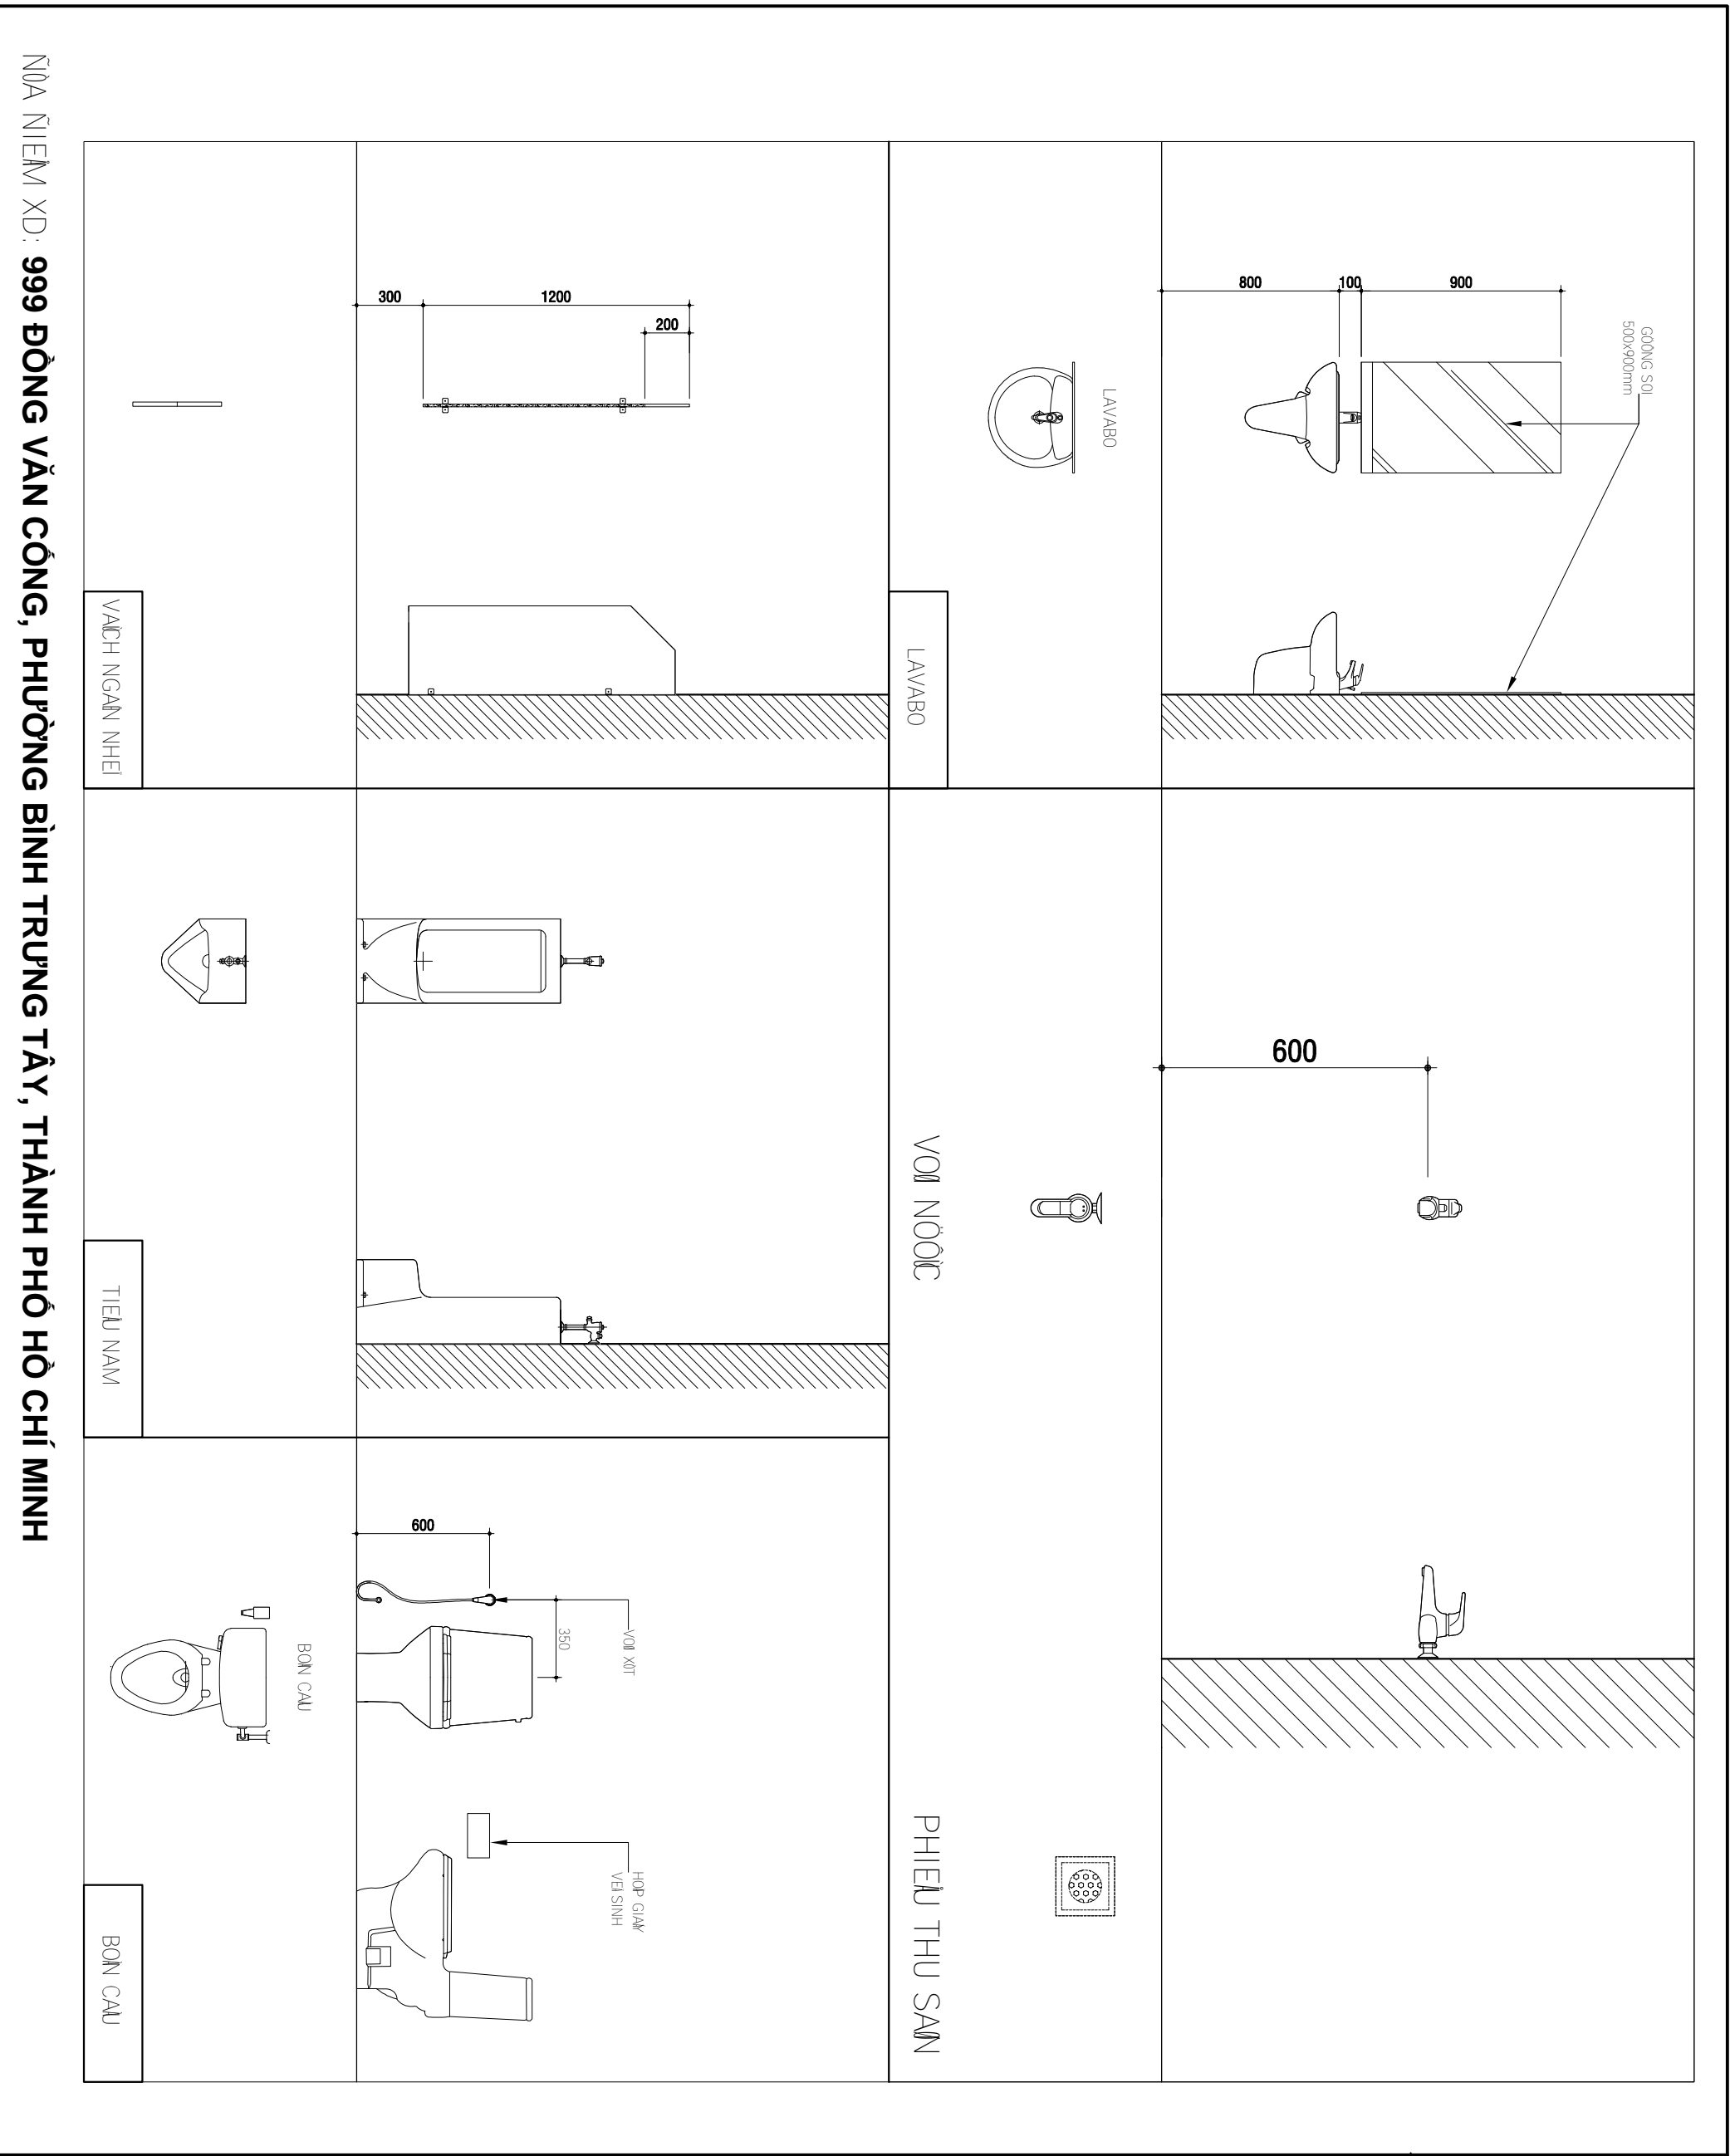 800
100
900
GÖÔNG SOI
500x900mm
LAVABO
LAVABO
600
VOØI NÖÔÙC
PHIEÃU THU SAØN
300
1200
200
VAÙCH NGAÊN NHEÏ
TIEÅU NAM
600
350
VOØI XÒT
HOÄP GIAÁY
VEÄ SINH
BOÀN CAÀU
BOÀN CAÀU
ÑÒA ÑIEÅM XD: 999 ĐỒNG VĂN CỐNG, PHƯỜNG BÌNH TRƯNG TÂY, THÀNH PHỐ HỒ CHÍ MINH